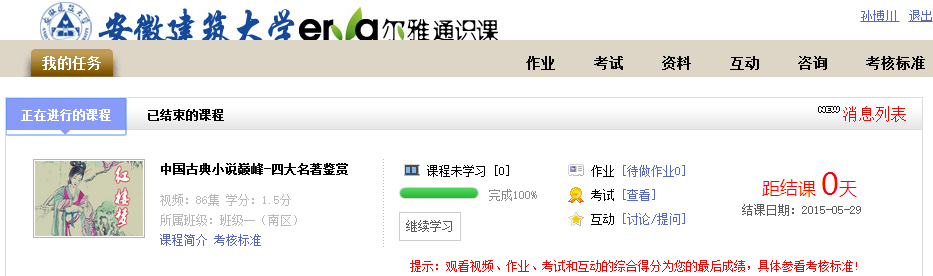 孙博川 退出
安徽建筑大学 erya尔雅通识课
我的任务 作业 考试 资料 互动 咨询 考核标准
正在进行的课程 已结束的课程 NEW 消息列表
红楼梦
中国古典小说巅峰-四大名著鉴赏
视频：86集 学分：1.5分
所属班级：班级一（南区）
课程简介 考核标准
课程未学习 [0]
完成100%
继续学习
作业 [待做作业0]
考试 [查看]
互动 [讨论/提问]
距结课 0天
结课日期：2015-05-29
提示：观看视频、作业、考试和互动的综合得分为您的最后成绩，具体参看考核标准！